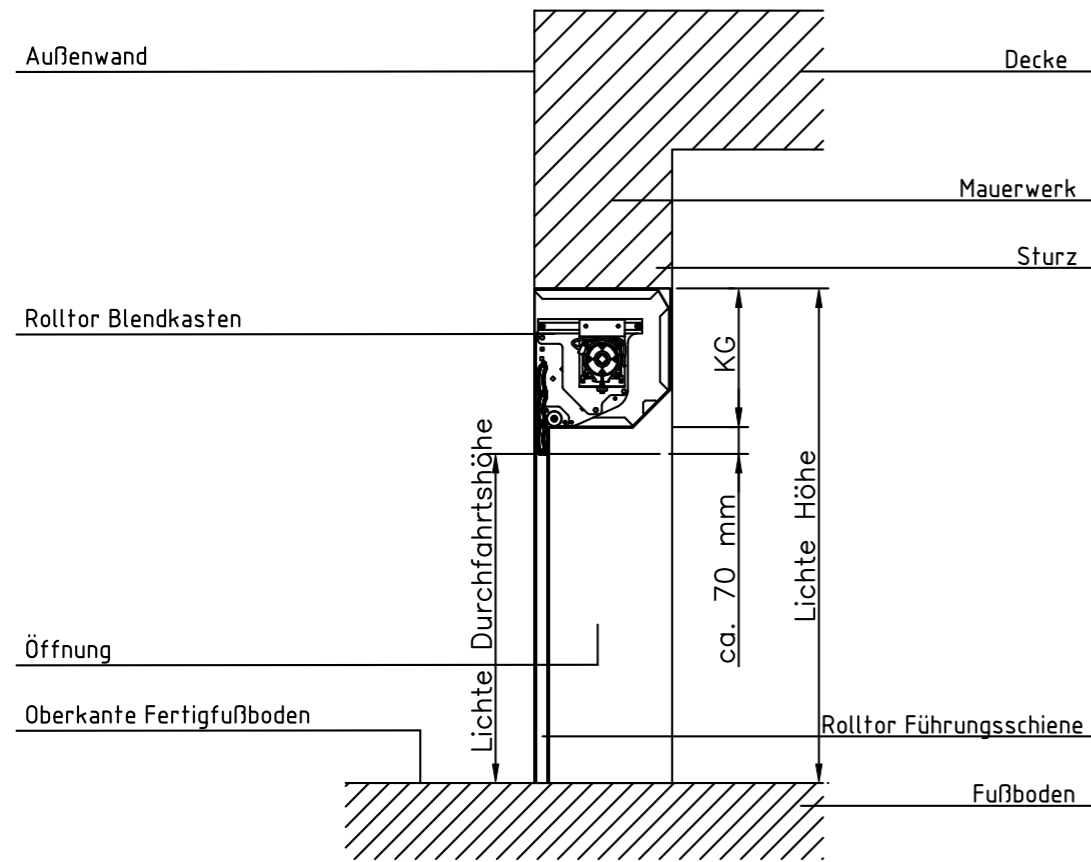 Außenwand
Decke
Mauerwerk
Sturz
Rolltor Blendkasten
KG
Lichte Durchfahrtshöhe
ca. 70 mm
Lichte Höhe
Öffnung
Oberkante Fertigfußboden
Rolltor Führungsschiene
Fußboden